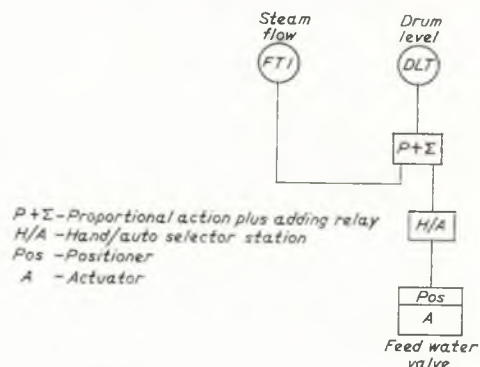 Steam
flow
Drum
level
FT1
DLT
P+Σ
P+Σ-Proportional action plus adding relay
H/A -Hand/auto selector station
Pos -Positioner
A -Actuator
H/A
Pos
A
Feed water
valve